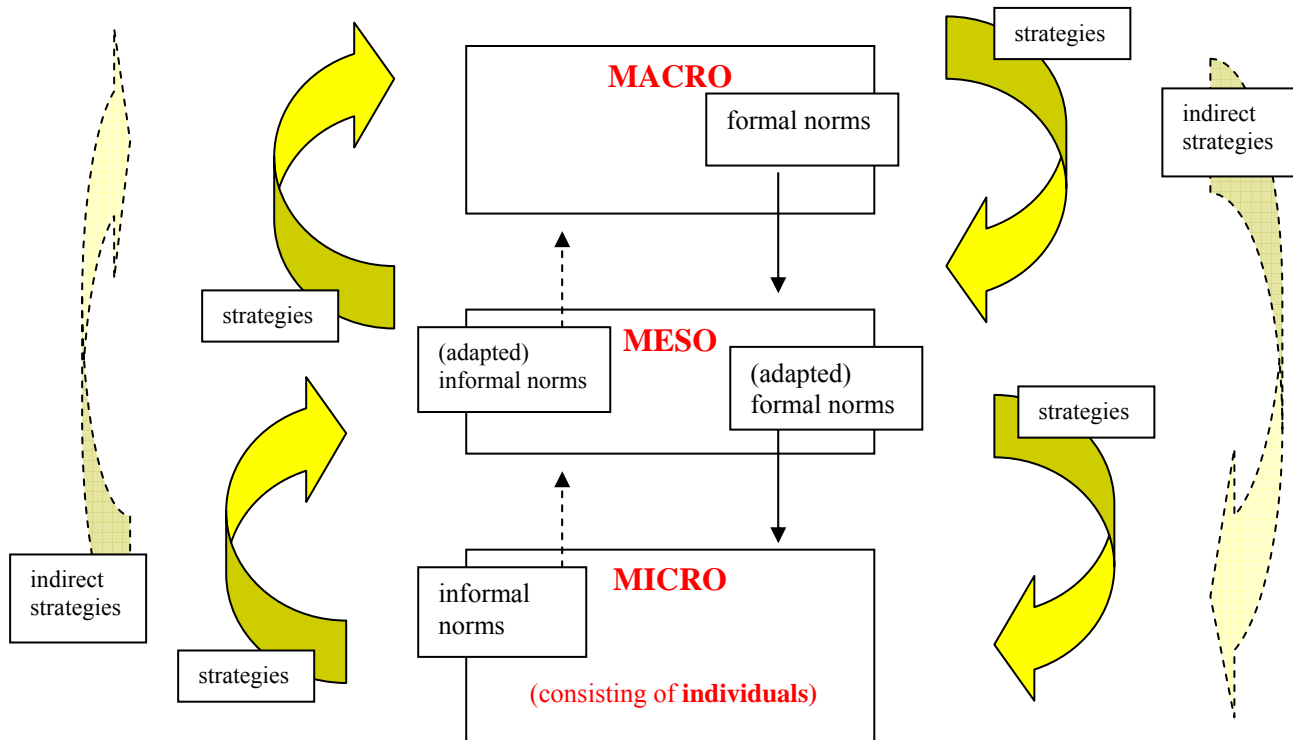 strategies
MACRO
formal norms
indirect
strategies
strategies
MESO
(adapted)
informal norms
(adapted)
formal norms
strategies
indirect
strategies
MICRO
informal
norms
strategies
(consisting of individuals)